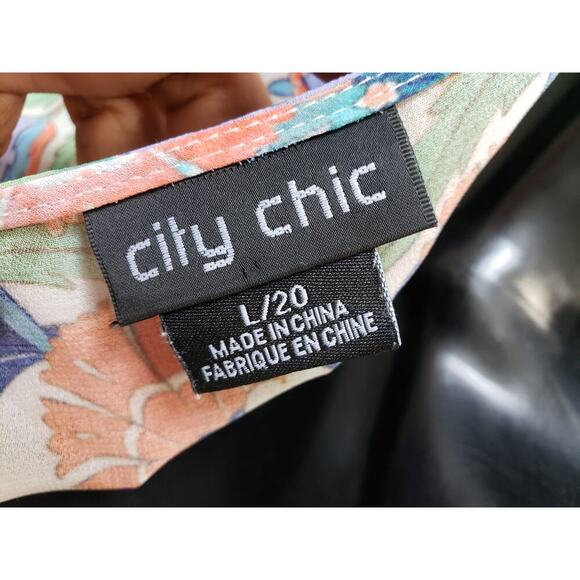 city chic
L/20
MADE IN CHINA
FABRIQUE EN CHINE